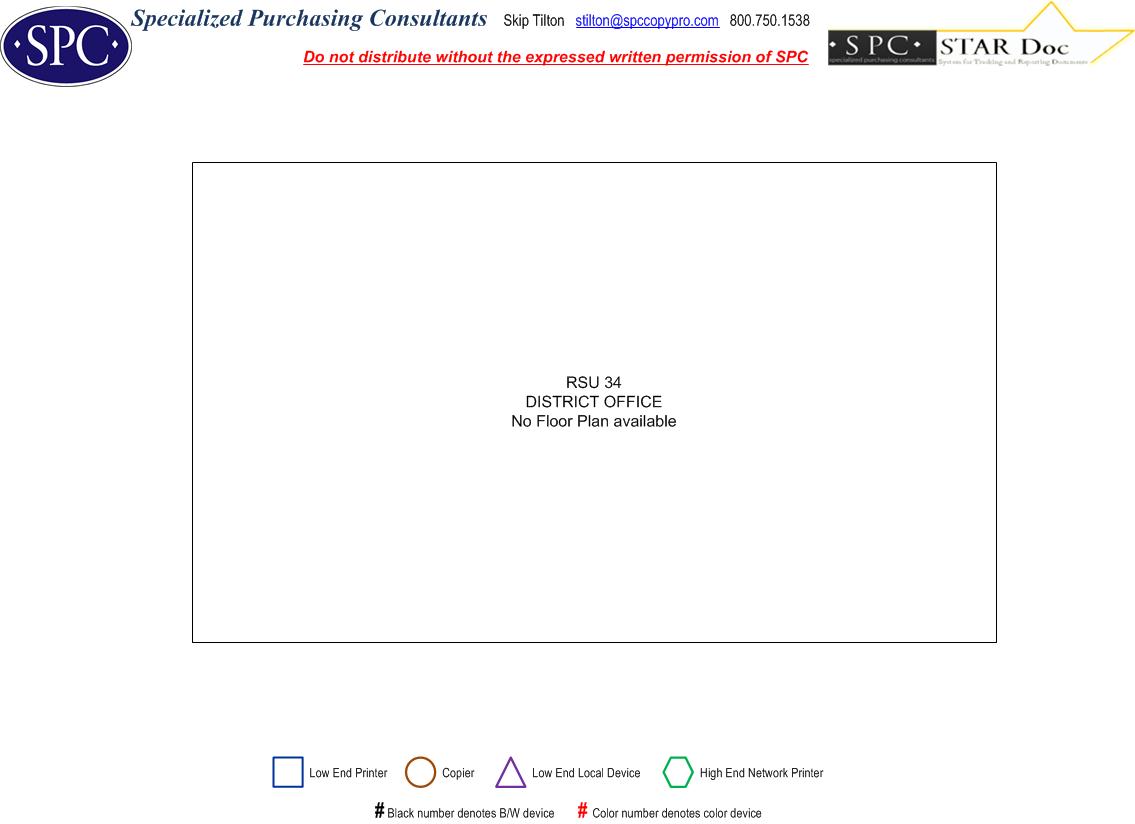 SPC
Specialized Purchasing Consultants Skip Tilton stilton@spccopypro.com 800.750.1538
Do not distribute without the expressed written permission of SPC
SPC STAR Doc
specialized purchasing consultants System for Tracking and Reporting Documents
RSU 34
DISTRICT OFFICE
No Floor Plan available
Low End Printer Copier Low End Local Device High End Network Printer
# Black number denotes B/W device # Color number denotes color device